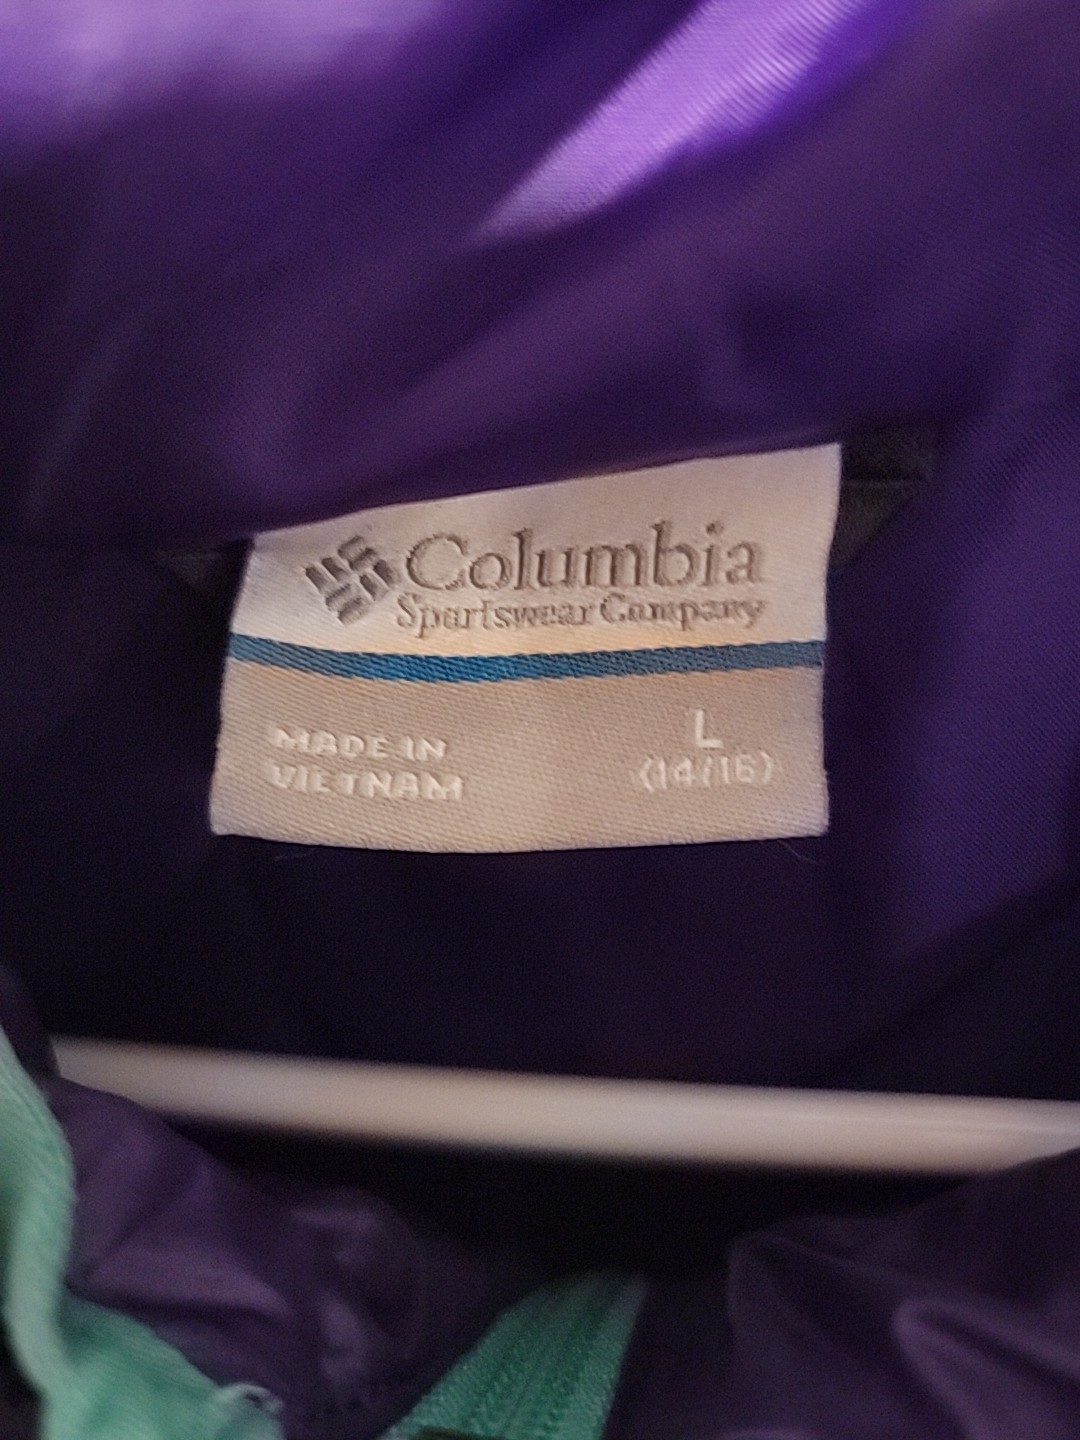 Columbia
Sportswear Company
MADE IN
VIETNAM
L
(14/16)